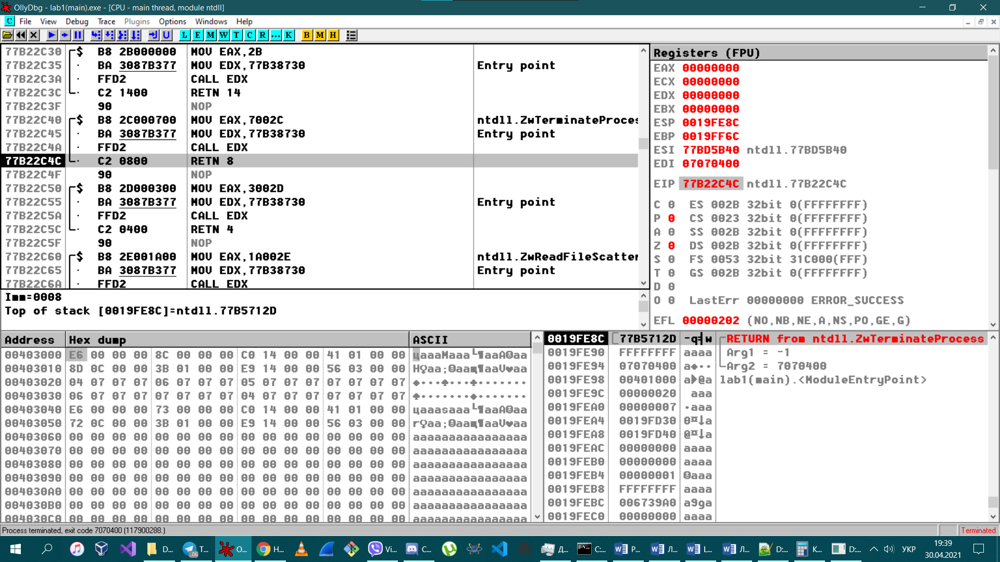 OllyDbg - lab1(main).exe - [CPU - main thread, module ntdll]
File View Debug Trace Plugins Options Windows Help
L E M W T C R ... K B M H
77B22C30 $ B8 2B000000 MOV EAX,2B
77B22C35 · BA 3087B377 MOV EDX,77B38730 Entry point
77B22C3A · FFD2 CALL EDX
77B22C3C · C2 1400 RETN 14
77B22C3F 90 NOP
77B22C40 $ B8 2C000700 MOV EAX,7002C ntdll.ZwTerminateProces
77B22C45 · BA 3087B377 MOV EDX,77B38730 Entry point
77B22C4A · FFD2 CALL EDX
77B22C4C · C2 0800 RETN 8
77B22C4F 90 NOP
77B22C50 $ B8 2D000300 MOV EAX,3002D
77B22C55 · BA 3087B377 MOV EDX,77B38730 Entry point
77B22C5A · FFD2 CALL EDX
77B22C5C · C2 0400 RETN 4
77B22C5F 90 NOP
77B22C60 $ B8 2E001A00 MOV EAX,1A002E ntdll.ZwReadFileScatter
77B22C65 · BA 3087B377 MOV EDX,77B38730 Entry point
77B22C6A · FFD2 CALL EDX
Imm=0008
Top of stack [0019FE8C]=ntdll.77B5712D
Registers (FPU)
EAX 00000000
ECX 00000000
EDX 00000000
EBX 00000000
ESP 0019FE8C
EBP 0019FF6C
ESI 77BD5B40 ntdll.77BD5B40
EDI 07070400
EIP 77B22C4C ntdll.77B22C4C
C 0 ES 002B 32bit 0(FFFFFFFF)
P 0 CS 0023 32bit 0(FFFFFFFF)
A 0 SS 002B 32bit 0(FFFFFFFF)
Z 0 DS 002B 32bit 0(FFFFFFFF)
S 0 FS 0053 32bit 31C000(FFF)
T 0 GS 002B 32bit 0(FFFFFFFF)
D 0
O 0 LastErr 00000000 ERROR_SUCCESS
EFL 00000202 (NO,NB,NE,A,NS,PO,GE,G)
Address Hex dump ASCII
00403000 E6 00 00 00 8C 00 00 00 C0 14 00 00 41 01 00 00 цaaaMaaa└¶aaA☺aa
00403010 8D 0C 00 00 3B 01 00 00 E9 14 00 00 56 03 00 00 H♀aa;☺aa■¶aaV♥aa
00403020 04 07 07 07 06 07 07 07 05 07 07 07 07 07 07 07 ♦···♠···♣·······
00403030 06 07 07 07 07 07 07 07 04 07 07 07 07 07 07 07 ♠·······♦·······
00403040 E6 00 00 00 73 00 00 00 C0 14 00 00 41 01 00 00 цaaasaaa└¶aaA☺aa
00403050 72 0C 00 00 3B 01 00 00 E9 14 00 00 56 03 00 00 r♀aa;☺aa■¶aaV♥aa
00403060 00 00 00 00 00 00 00 00 00 00 00 00 00 00 00 00 aaaaaaaaaaaaaaaa
00403070 00 00 00 00 00 00 00 00 00 00 00 00 00 00 00 00 aaaaaaaaaaaaaaaa
00403080 00 00 00 00 00 00 00 00 00 00 00 00 00 00 00 00 aaaaaaaaaaaaaaaa
00403090 00 00 00 00 00 00 00 00 00 00 00 00 00 00 00 00 aaaaaaaaaaaaaaaa
004030A0 00 00 00 00 00 00 00 00 00 00 00 00 00 00 00 00 aaaaaaaaaaaaaaaa
004030B0 00 00 00 00 00 00 00 00 00 00 00 00 00 00 00 00 aaaaaaaaaaaaaaaa
004030C0 00 00 00 00 00 00 00 00 00 00 00 00 00 00 00 00 aaaaaaaaaaaaaaaa
0019FE8C 77B5712D -q╡w RETURN from ntdll.ZwTerminateProcess
0019FE90 FFFFFFFF aaaa Arg1 = -1
0019FE94 07070400 a♦·· Arg2 = 7070400
0019FE98 00401000 a►@a lab1(main).<ModuleEntryPoint>
0019FE9C 00000020 aaa
0019FEA0 00000007 ·aaa
0019FEA4 0019FD30 0¤↓a
0019FEA8 0019FD40 @¤↓a
0019FEAC 00000000 aaaa
0019FEB0 00000000 aaaa
0019FEB4 00000001 ☺aaa
0019FEB8 FFFFFFFF aaaa
0019FEBC 006739A0 a9ga
0019FEC0 00000000 aaaa
Process terminated, exit code 7070400 (117900288.) Terminated
D... T... .06 O... H... Vi... C... Д... C:... P... Л... L... Л... D:... K... D:... УКР 19:39
30.04.2021